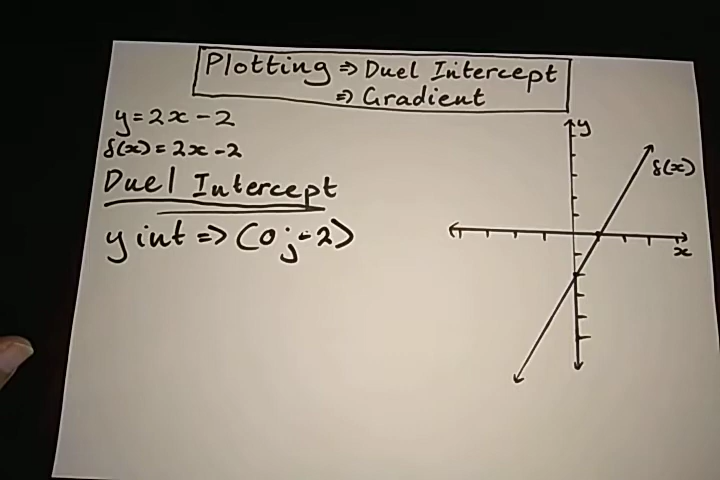 Plotting ⇒ Duel Intercept
⇒ Gradient
y=2x-2
f(x)=2x-2
Duel Intercept
y int ⇒ (0;-2)
y
f(x)
x